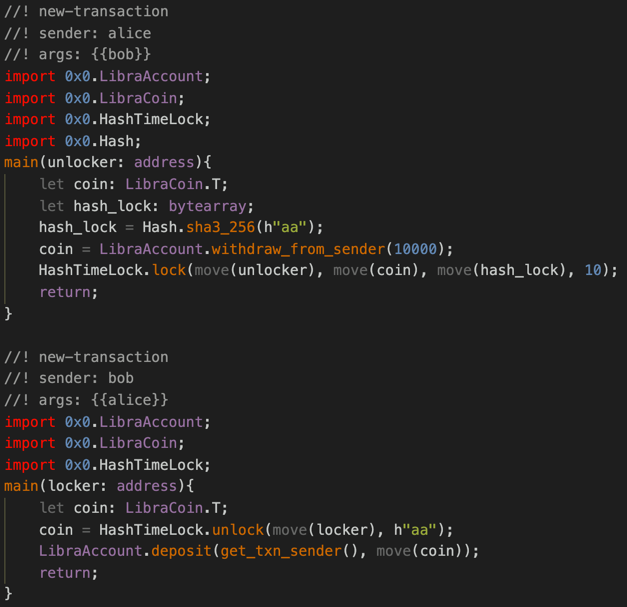 //! new-transaction
//! sender: alice
//! args: {{bob}}
import 0x0.LibraAccount;
import 0x0.LibraCoin;
import 0x0.HashTimeLock;
import 0x0.Hash;
main(unlocker: address){
    let coin: LibraCoin.T;
    let hash_lock: bytearray;
    hash_lock = Hash.sha3_256(h"aa");
    coin = LibraAccount.withdraw_from_sender(10000);
    HashTimeLock.lock(move(unlocker), move(coin), move(hash_lock), 10);
    return;
}

//! new-transaction
//! sender: bob
//! args: {{alice}}
import 0x0.LibraAccount;
import 0x0.LibraCoin;
import 0x0.HashTimeLock;
main(locker: address){
    let coin: LibraCoin.T;
    coin = HashTimeLock.unlock(move(locker), h"aa");
    LibraAccount.deposit(get_txn_sender(), move(coin));
    return;
}